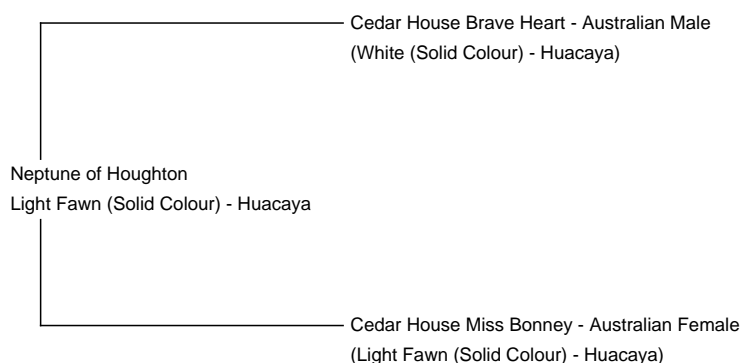 Cedar House Brave Heart - Australian Male
(White (Solid Colour) - Huacaya)
Neptune of Houghton
Light Fawn (Solid Colour) - Huacaya
Cedar House Miss Bonney - Australian Female
(Light Fawn (Solid Colour) - Huacaya)